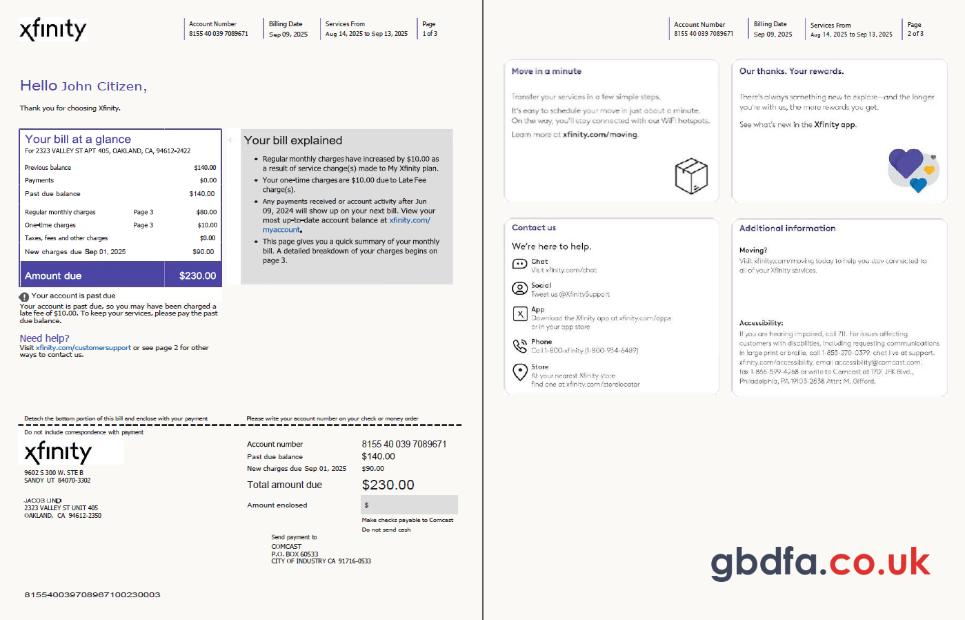 xfinity
Account Number
8155 40 039 7089671
Billing Date
Sep 09, 2025
Services From
Aug 14, 2025 to Sep 13, 2025
Page
1 of 3
Hello John Citizen,
Thank you for choosing Xfinity.
Your bill at a glance
For 2323 VALLEY ST APT 405, OAKLAND, CA, 94612-2422
Previous balance $140.00
Payments $0.00
Past due balance $140.00
Regular monthly charges Page 3 $80.00
One-time charges Page 3 $10.00
Taxes, fees and other charges $0.00
New charges due Sep 01, 2025 $90.00
Amount due $230.00
Your account is past due
Your account is past due, so you may have been charged a
late fee of $10.00. To keep your services, please pay the past
due balance.
Need help?
Visit xfinity.com/customersupport or see page 2 for other
ways to contact us.
Your bill explained
• Regular monthly charges have increased by $10.00 as
a result of service change(s) made to My Xfinity plan.
• Your one-time charges are $10.00 due to Late Fee
charge(s).
• Any payments received or account activity after Jun
09, 2024 will show up on your next bill. View your
most up-to-date account balance at xfinity.com/
myaccount.
• This page gives you a quick summary of your monthly
bill. A detailed breakdown of your charges begins on
page 3.
Detach the bottom portion of this bill and enclose with your payment
Please write your account number on your check or money order
Do not include correspondence with payment
xfinity
9602 S 300 W. STE B
SANDY UT 84070-3302
JACOB LIND
2323 VALLEY ST UNIT 405
OAKLAND, CA 94612-2350
Account number 8155 40 039 7089671
Past due balance $140.00
New charges due Sep 01, 2025 $90.00
Total amount due $230.00
Amount enclosed $
Make checks payable to Comcast
Do not send cash
Send payment to
COMCAST
P.O. BOX 60533
CITY OF INDUSTRY CA 91716-0533
815540039708967100230003
Account Number
8155 40 039 7089671
Billing Date
Sep 09, 2025
Services From
Aug 14, 2025 to Sep 13, 2025
Page
2 of 3
Move in a minute
Transfer your services in a few simple steps.
It's easy to schedule your move in just about a minute.
On the way, you'll stay connected with our WiFi hotspots.
Learn more at xfinity.com/moving.
Our thanks. Your rewards.
There's always something new to explore—and the longer
you're with us, the more rewards you get.
See what's new in the Xfinity app.
Contact us
We're here to help.
Chat
Visit xfinity.com/chat
Social
Tweet us @XfinitySupport
X
App
Download the Xfinity app at xfinity.com/apps
or in your app store
Phone
Call 1-800-xfinity (1-800-934-6489)
Store
At your nearest Xfinity store
find one at xfinity.com/storelocator
Additional information
Moving?
Visit xfinity.com/moving today to help you stay connected to
all of your Xfinity services.
Accessibility:
If you are hearing impaired, call 711. For issues affecting
customers with disabilities, including requesting communications
in large print or braille, call 1-855-270-0379, chat live at support.
xfinity.com/accessibility, email accessibility@comcast.com,
fax 1-866-599-4268 or write to Comcast at 1701 JFK Blvd.,
Philadelphia, PA 19103-2838 Attn: M. Gifford.
gbdfa.co.uk